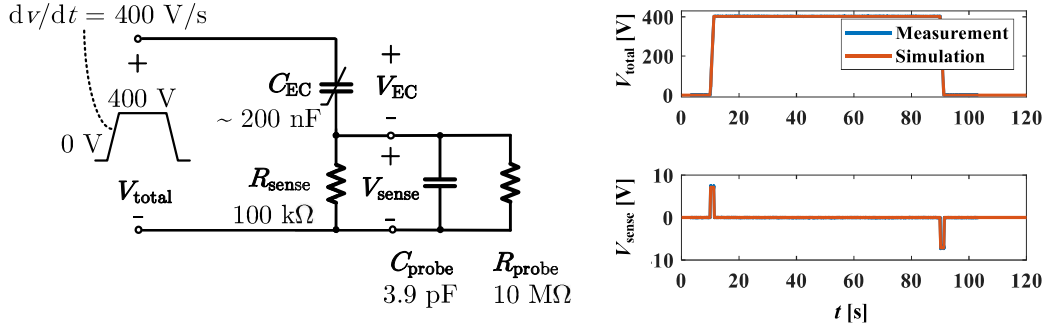 dv/dt = 400 V/s
+
400 V
0 V
V_total
-
C_EC
~ 200 nF
+
V_EC
-
R_sense
100 kΩ
+
V_sense
-
C_probe
3.9 pF
R_probe
10 MΩ
V_total [V]
400
200
0
Measurement
Simulation
0 20 40 60 80 100 120
V_sense [V]
10
0
-10
0 20 40 60 80 100 120
t [s]